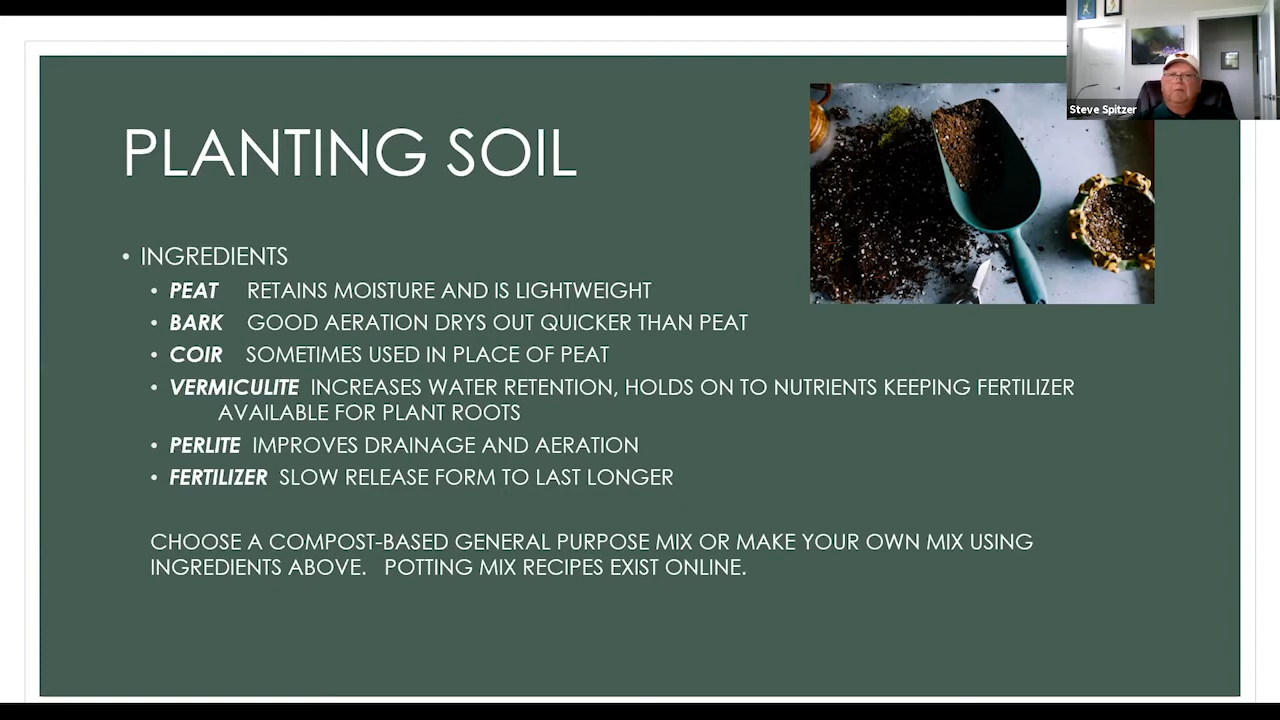 Steve Spitzer
PLANTING SOIL
• INGREDIENTS
• PEAT RETAINS MOISTURE AND IS LIGHTWEIGHT
• BARK GOOD AERATION DRYS OUT QUICKER THAN PEAT
• COIR SOMETIMES USED IN PLACE OF PEAT
• VERMICULITE INCREASES WATER RETENTION, HOLDS ON TO NUTRIENTS KEEPING FERTILIZER
AVAILABLE FOR PLANT ROOTS
• PERLITE IMPROVES DRAINAGE AND AERATION
• FERTILIZER SLOW RELEASE FORM TO LAST LONGER
CHOOSE A COMPOST-BASED GENERAL PURPOSE MIX OR MAKE YOUR OWN MIX USING
INGREDIENTS ABOVE. POTTING MIX RECIPES EXIST ONLINE.